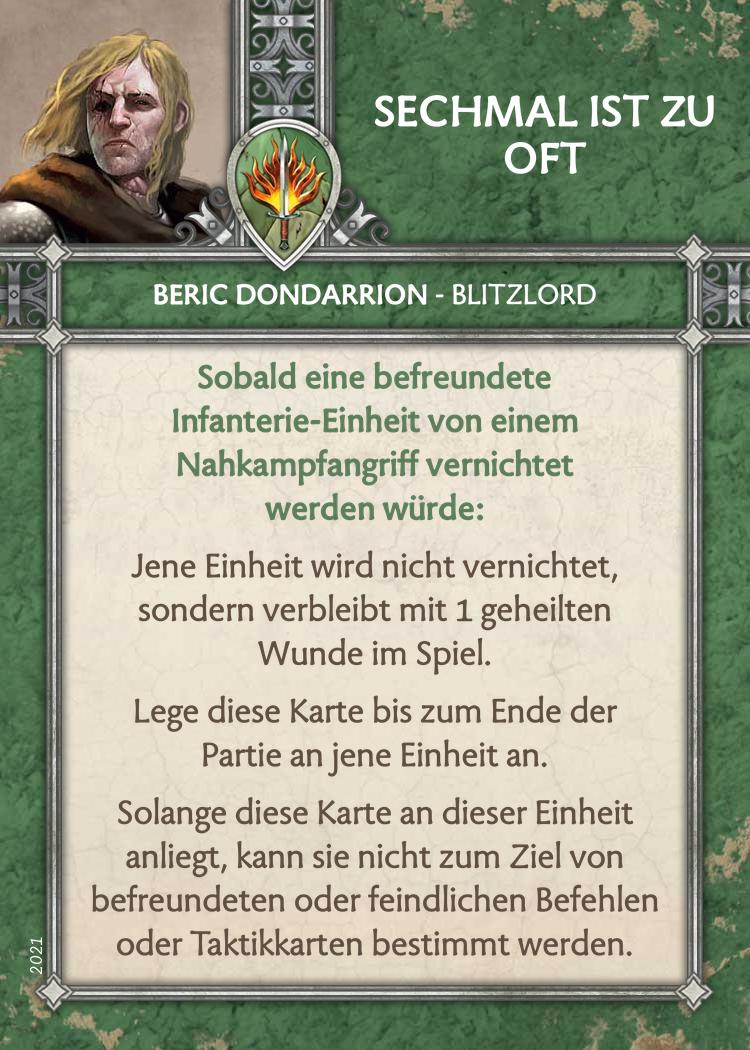 SECHMAL IST ZU
OFT
BERIC DONDARRION - BLITZLORD
Sobald eine befreundete
Infanterie-Einheit von einem
Nahkampfangriff vernichtet
werden würde:
Jene Einheit wird nicht vernichtet,
sondern verbleibt mit 1 geheilten
Wunde im Spiel.
Lege diese Karte bis zum Ende der
Partie an jene Einheit an.
Solange diese Karte an dieser Einheit
anliegt, kann sie nicht zum Ziel von
befreundeten oder feindlichen Befehlen
oder Taktikkarten bestimmt werden.
2021